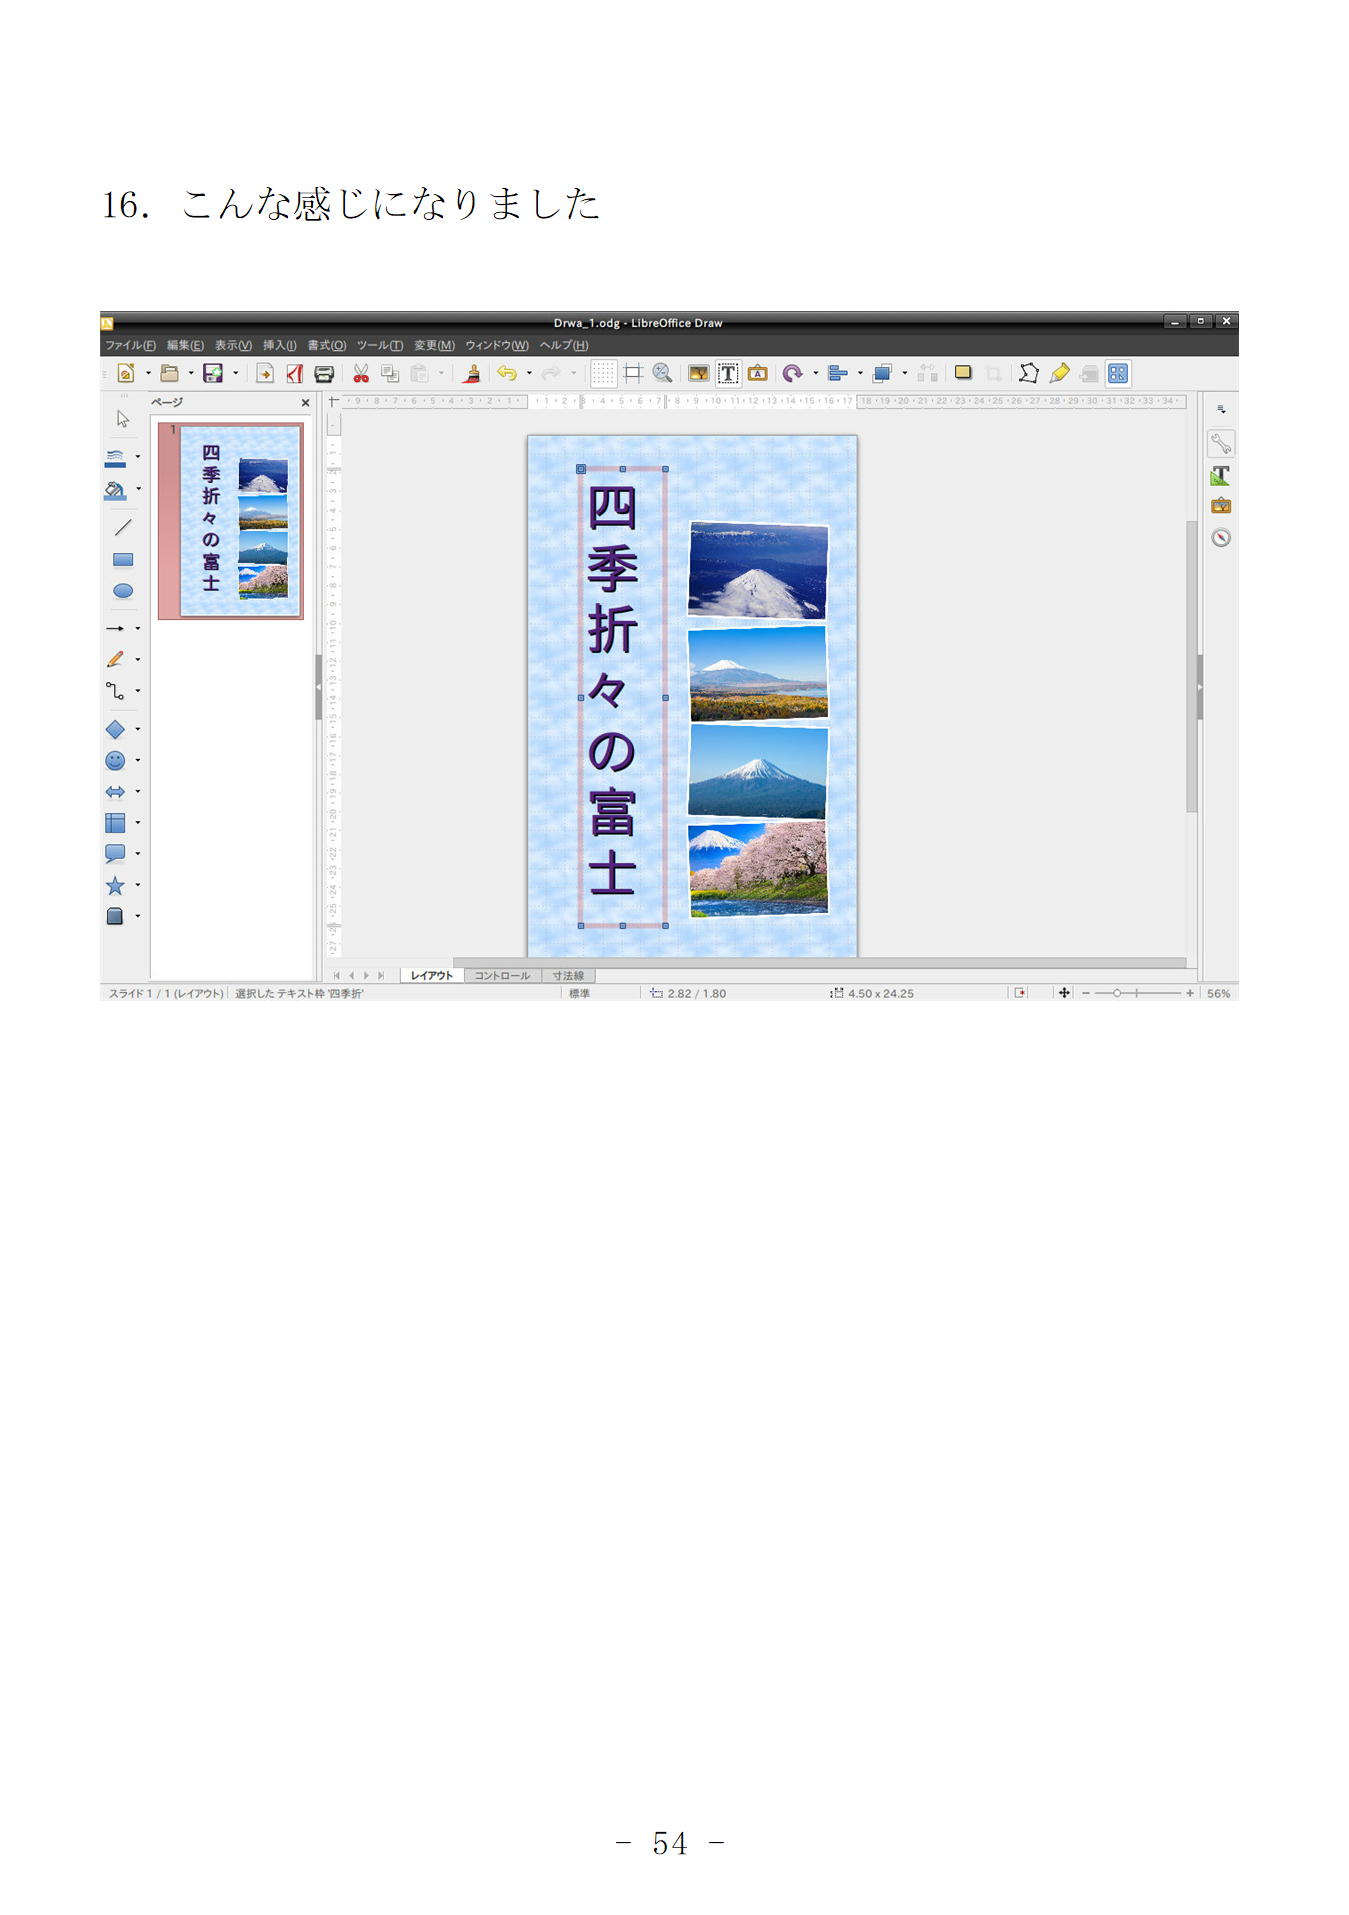 16. こんな感じになりました
Drwa_1.odg - LibreOffice Draw
ファイル(F) 編集(E) 表示(V) 挿入(I) 書式(O) ツール(T) 変更(M) ウィンドウ(W) ヘルプ(H)
ページ
1
四季折々の富士
四季折々の富士
レイアウト コントロール 寸法線
スライド 1 / 1 (レイアウト) 選択した テキスト枠 '四季折' 標準 2.82 / 1.80 4.50 x 24.25 56%
- 54 -